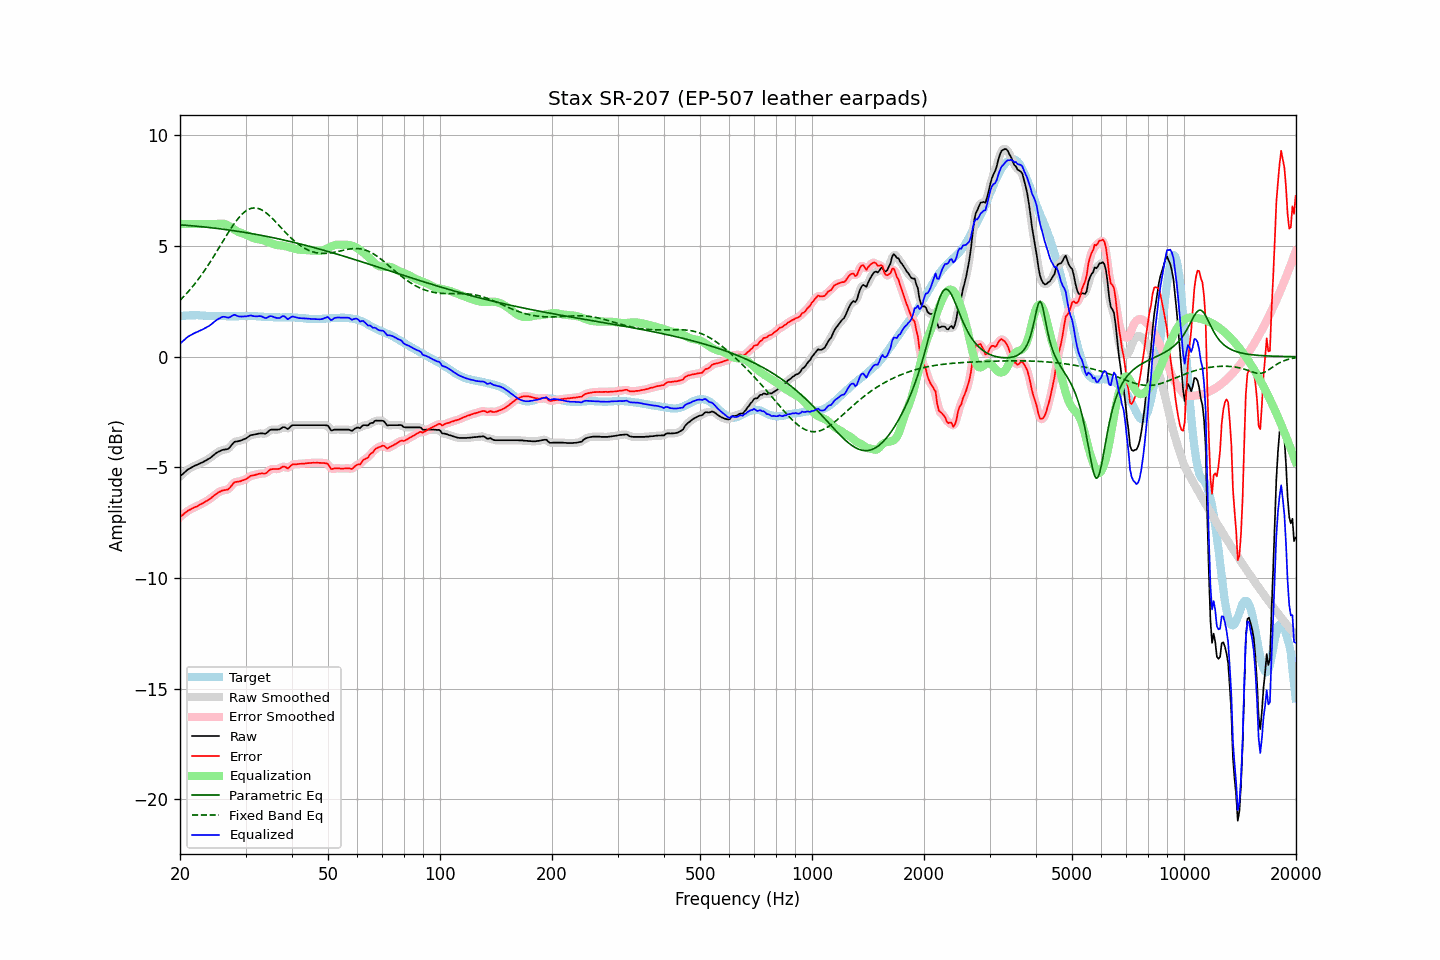 Stax SR-207 (EP-507 leather earpads)
Amplitude (dBr)
10
5
0
−5
−10
−15
−20
Target
Raw Smoothed
Error Smoothed
Raw
Error
Equalization
Parametric Eq
Fixed Band Eq
Equalized
20 50 100 200 500 1000 2000 5000 10000 20000
Frequency (Hz)